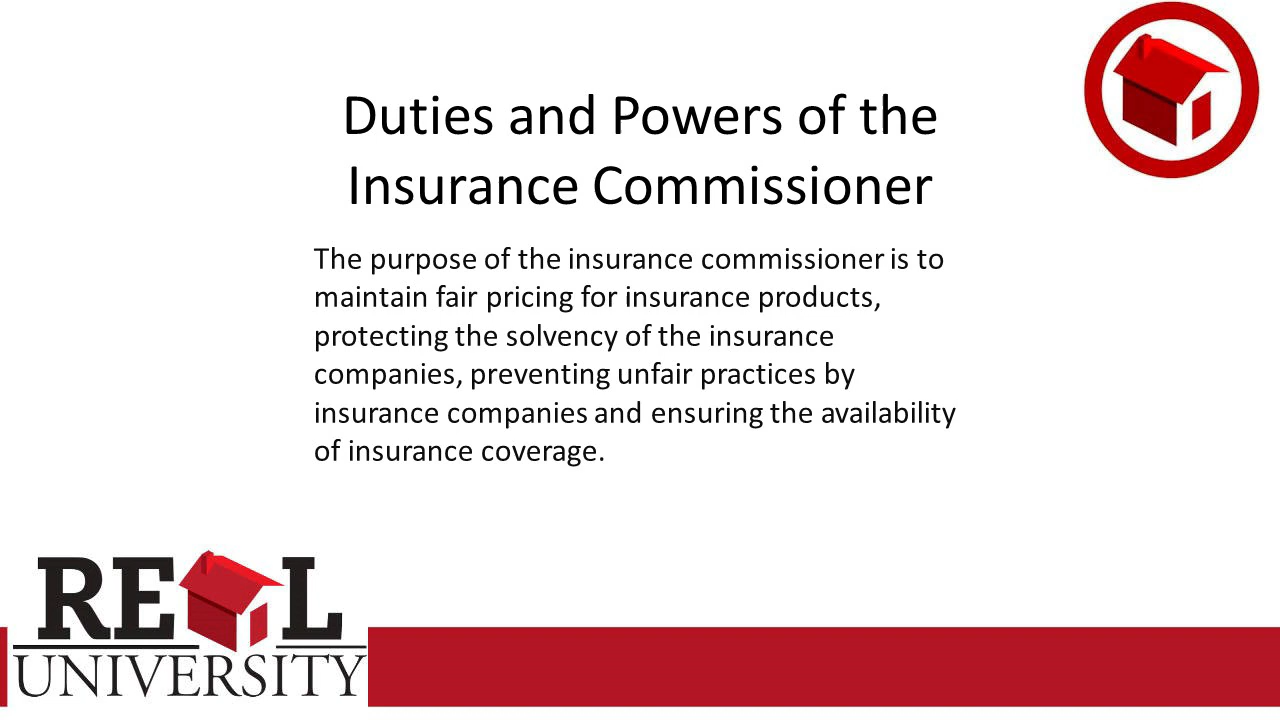 Duties and Powers of the
Insurance Commissioner
The purpose of the insurance commissioner is to
maintain fair pricing for insurance products,
protecting the solvency of the insurance
companies, preventing unfair practices by
insurance companies and ensuring the availability
of insurance coverage.
REAL
UNIVERSITY